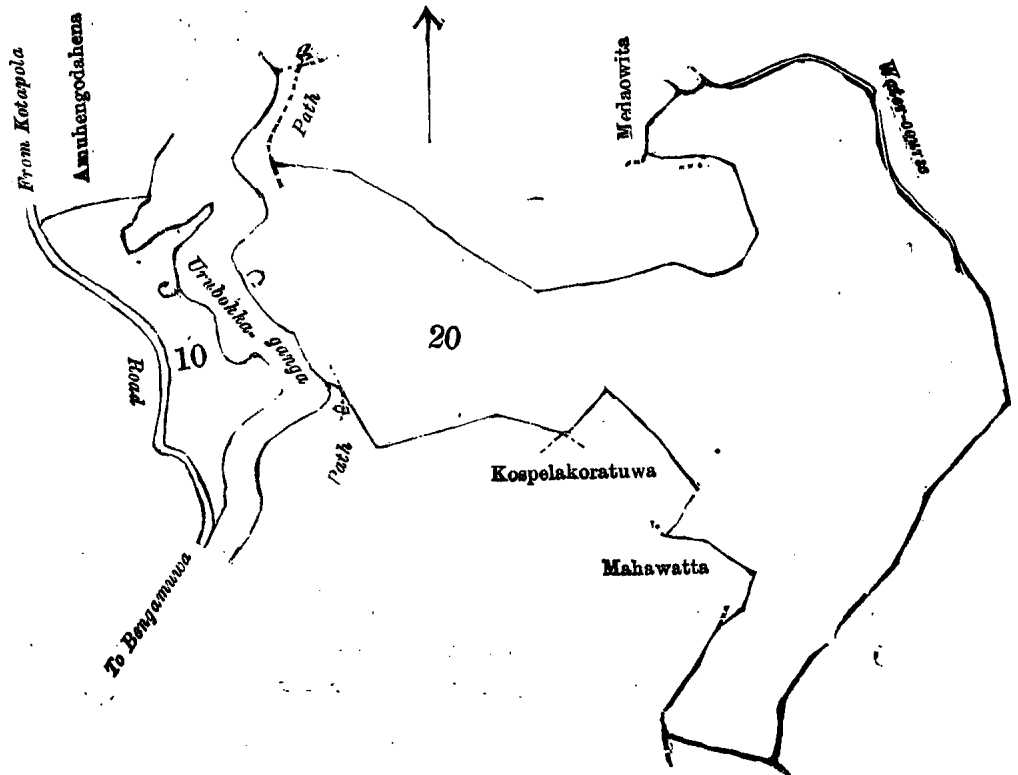 From Kotapola
Amuhengodahena
Path
Medaowita
Urubokka-ganga
10
20
Road
Path
Kospelakoratuwa
Mahawatta
To Bengamuwa